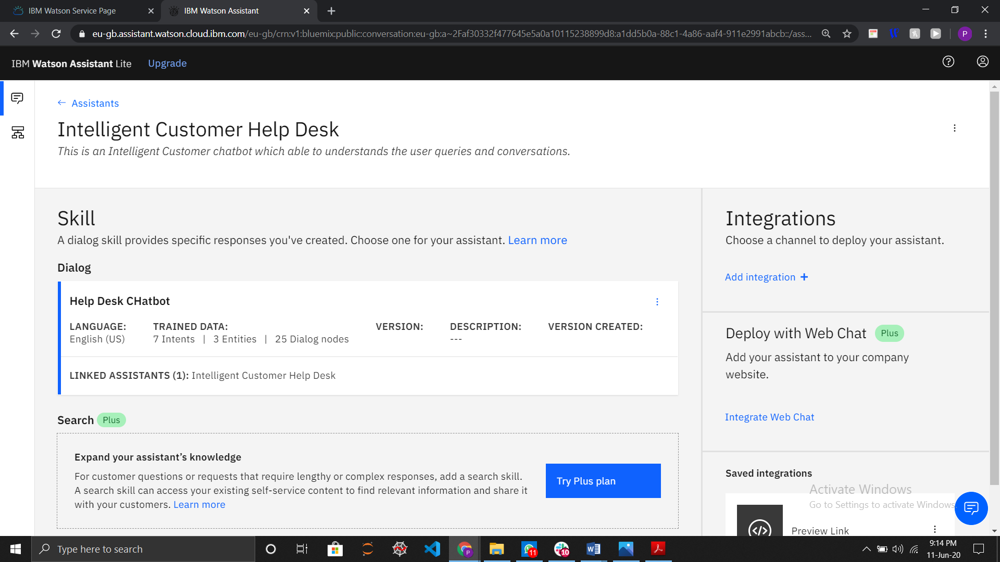 IBM Watson Service Page
IBM Watson Assistant
eu-gb.assistant.watson.cloud.ibm.com/eu-gb/crn:v1:bluemix:public:conversation:eu-gb:a~2Faf30332f477645e5a0a10115238899d8:a1dd5b0a-88c1-4a86-aaf4-911e2991abcb::/ass...
P
IBM Watson Assistant Lite
Upgrade
← Assistants
Intelligent Customer Help Desk
This is an Intelligent Customer chatbot which able to understands the user queries and conversations.
Skill
A dialog skill provides specific responses you've created. Choose one for your assistant. Learn more
Dialog
Help Desk CHatbot
LANGUAGE: TRAINED DATA: VERSION: DESCRIPTION: VERSION CREATED:
English (US) 7 Intents | 3 Entities | 25 Dialog nodes ---
LINKED ASSISTANTS (1): Intelligent Customer Help Desk
Search Plus
Expand your assistant’s knowledge
For customer questions or requests that require lengthy or complex responses, add a search skill.
A search skill can access your existing self-service content to find relevant information and share it
with your customers. Learn more
Try Plus plan
Integrations
Choose a channel to deploy your assistant.
Add integration +
Deploy with Web Chat Plus
Add your assistant to your company
website.
Integrate Web Chat
Saved integrations
Activate Windows
Go to Settings to activate Windows.
Preview Link
Type here to search
P
11
10
9:14 PM
11-Jun-20